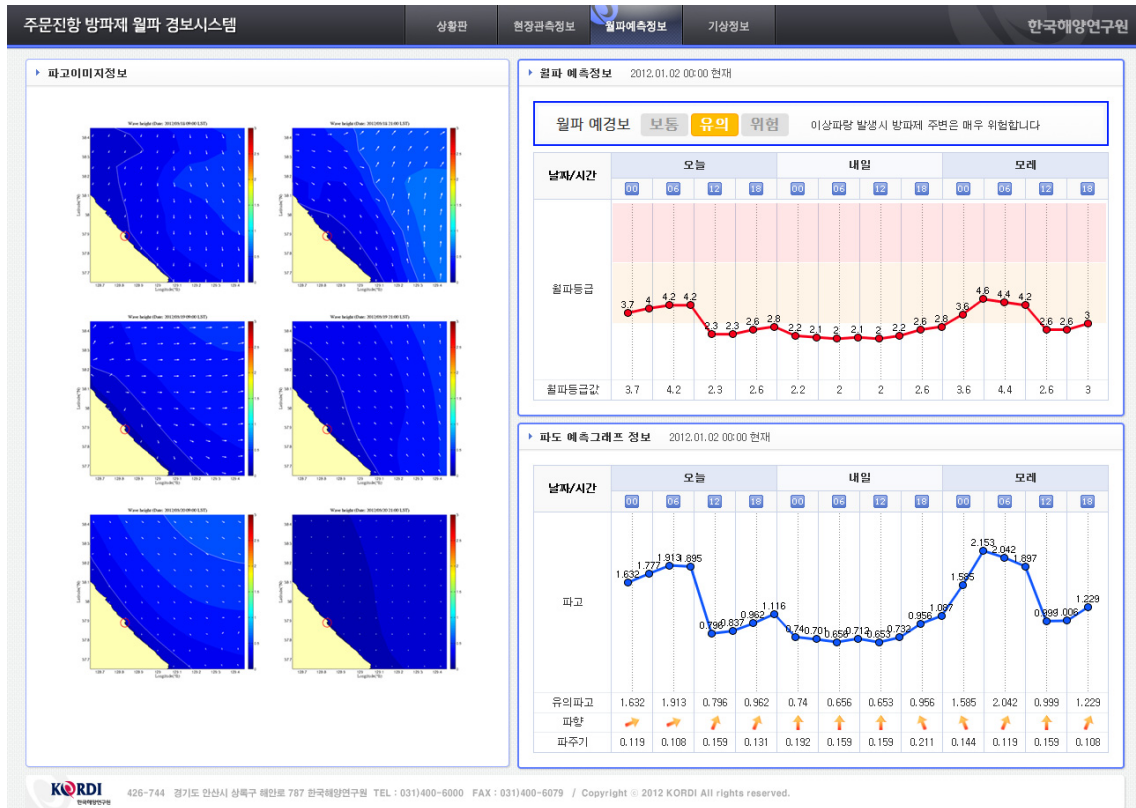 주문진항 방파제 월파 경보시스템
상황판 현장관측정보 월파예측정보 기상정보
한국해양연구원
파고이미지정보
월파 예측정보 2012.01.02 00:00 현재
월파 예경보 보통 유의 위험 이상파랑 발생시 방파제 주변은 매우 위험합니다
날짜/시간 오늘 내일 모레
00 06 12 18 00 06 12 18 00 06 12 18
월파등급
3.7 4 4.2 4.2 2.3 2.3 2.6 2.8 2.2 2.1 2 2.1 2 2.2 2.6 2.8 3.6 4.6 4.4 4.2 2.6 2.6 3
월파등급값 3.7 4.2 2.3 2.6 2.2 2 2 2.6 3.6 4.4 2.6 3
파도 예측그래프 정보 2012.01.02 00:00 현재
날짜/시간 오늘 내일 모레
00 06 12 18 00 06 12 18 00 06 12 18
파고
1.632 1.777 1.913 1.895 0.796 0.837 0.962 1.116 0.74 0.701 0.656 0.712 0.653 0.732 0.956 1.087 1.585 2.153 2.042 1.897 0.999 1.006 1.229
유의파고 1.632 1.913 0.796 0.962 0.74 0.656 0.653 0.956 1.585 2.042 0.999 1.229
파향
파주기 0.119 0.108 0.159 0.131 0.192 0.159 0.159 0.211 0.144 0.119 0.159 0.108
KORDI
한국해양연구원
426-744 경기도 안산시 상록구 해안로 787 한국해양연구원 TEL : 031)400-6000 FAX : 031)400-6079 / Copyright ⓒ 2012 KORDI All rights reserved.